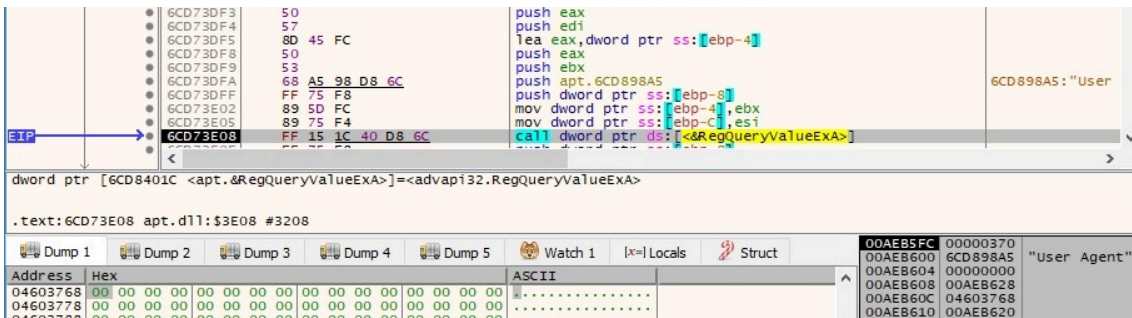 6CD73DF3 50 push eax
6CD73DF4 57 push edi
6CD73DF5 8D 45 FC lea eax,dword ptr ss:[ebp-4]
6CD73DF8 50 push eax
6CD73DF9 53 push ebx
6CD73DFA 68 A5 98 D8 6C push apt.6CD898A5 6CD898A5:"User
6CD73DFF FF 75 F8 push dword ptr ss:[ebp-8]
6CD73E02 89 5D FC mov dword ptr ss:[ebp-4],ebx
6CD73E05 89 75 F4 mov dword ptr ss:[ebp-C],esi
EIP 6CD73E08 FF 15 1C 40 D8 6C call dword ptr ds:[<&RegQueryValueExA>]
dword ptr [6CD8401C <apt.&RegQueryValueExA>]=<advapi32.RegQueryValueExA>
.text:6CD73E08 apt.dll:$3E08 #3208
Dump 1 Dump 2 Dump 3 Dump 4 Dump 5 Watch 1 [x=] Locals Struct
Address Hex ASCII
04603768 00 00 00 00 00 00 00 00 00 00 00 00 00 00 00 00 ................
04603778 00 00 00 00 00 00 00 00 00 00 00 00 00 00 00 00 ................
00AEB5FC 00000370
00AEB600 6CD898A5 "User Agent"
00AEB604 00000000
00AEB608 00AEB628
00AEB60C 04603768
00AEB610 00AEB620